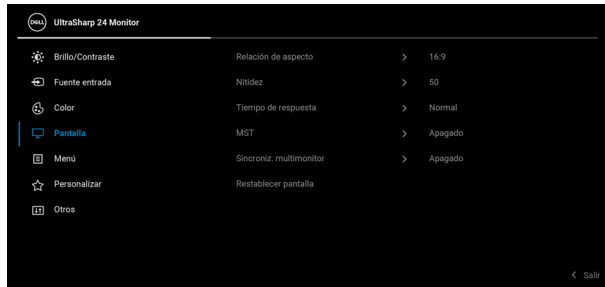 DELL UltraSharp 24 Monitor
Brillo/Contraste Relación de aspecto > 16:9
Fuente entrada Nitidez > 50
Color Tiempo de respuesta > Normal
Pantalla MST > Apagado
Menú Sincroniz. multimonitor > Apagado
Personalizar Restablecer pantalla
Otros
< Salir